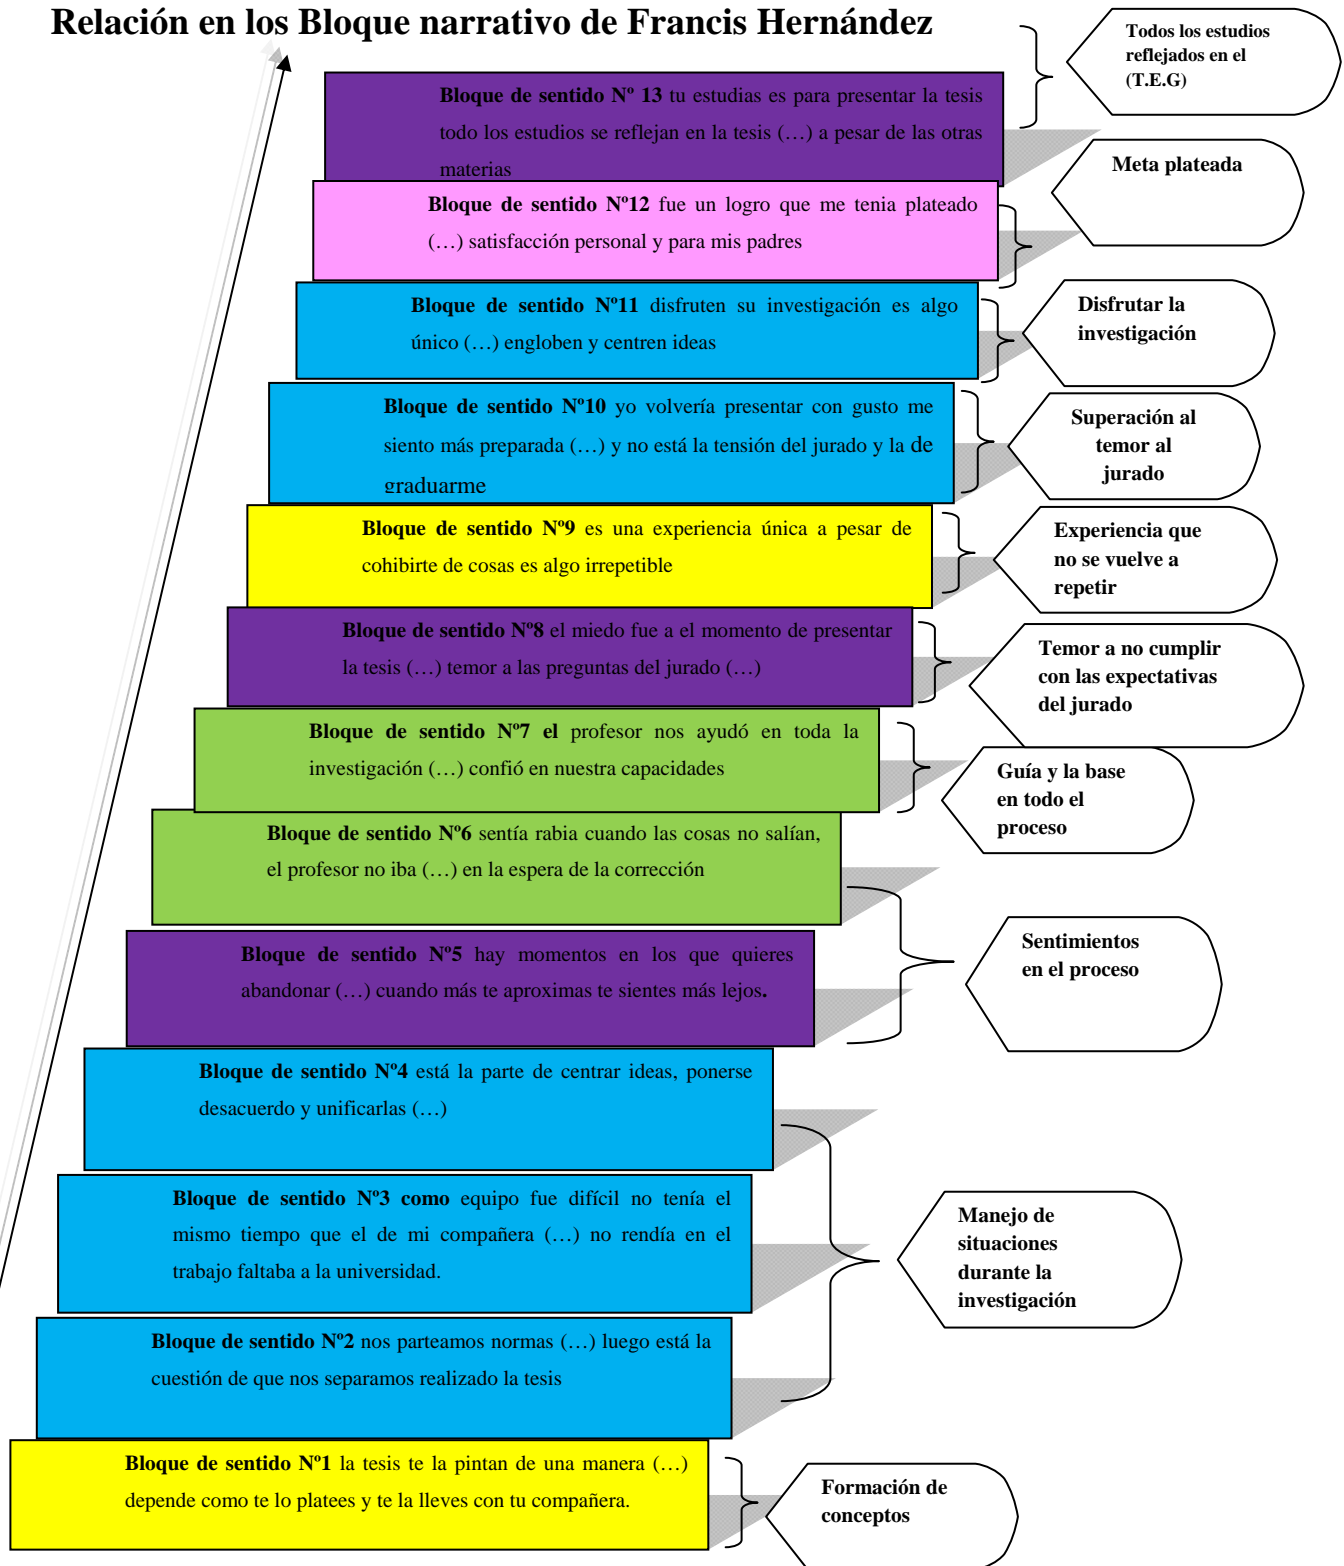 Relación en los Bloque narrativo de Francis Hernández
Todos los estudios
reflejados en el
(T.E.G)
Bloque de sentido Nº 13 tu estudias es para presentar la tesis
todo los estudios se reflejan en la tesis (…) a pesar de las otras
materias
Meta plateada
Bloque de sentido Nº12 fue un logro que me tenia plateado
(…) satisfacción personal y para mis padres
Bloque de sentido Nº11 disfruten su investigación es algo
único (…) engloben y centren ideas
Disfrutar la
investigación
Bloque de sentido Nº10 yo volvería presentar con gusto me
siento más preparada (…) y no está la tensión del jurado y la de
graduarme
Superación al
temor al
jurado
Bloque de sentido Nº9 es una experiencia única a pesar de
cohibirte de cosas es algo irrepetible
Experiencia que
no se vuelve a
repetir
Bloque de sentido Nº8 el miedo fue a el momento de presentar
la tesis (…) temor a las preguntas del jurado (…)
Temor a no cumplir
con las expectativas
del jurado
Bloque de sentido Nº7 el profesor nos ayudó en toda la
investigación (…) confió en nuestra capacidades
Guía y la base
en todo el
proceso
Bloque de sentido Nº6 sentía rabia cuando las cosas no salían,
el profesor no iba (…) en la espera de la corrección
Bloque de sentido Nº5 hay momentos en los que quieres
abandonar (…) cuando más te aproximas te sientes más lejos.
Sentimientos
en el proceso
Bloque de sentido Nº4 está la parte de centrar ideas, ponerse
desacuerdo y unificarlas (…)
Bloque de sentido Nº3 como equipo fue difícil no tenía el
mismo tiempo que el de mi compañera (…) no rendía en el
trabajo faltaba a la universidad.
Manejo de
situaciones
durante la
investigación
Bloque de sentido Nº2 nos parteamos normas (…) luego está la
cuestión de que nos separamos realizado la tesis
Bloque de sentido Nº1 la tesis te la pintan de una manera (…)
depende como te lo platees y te la lleves con tu compañera.
Formación de
conceptos